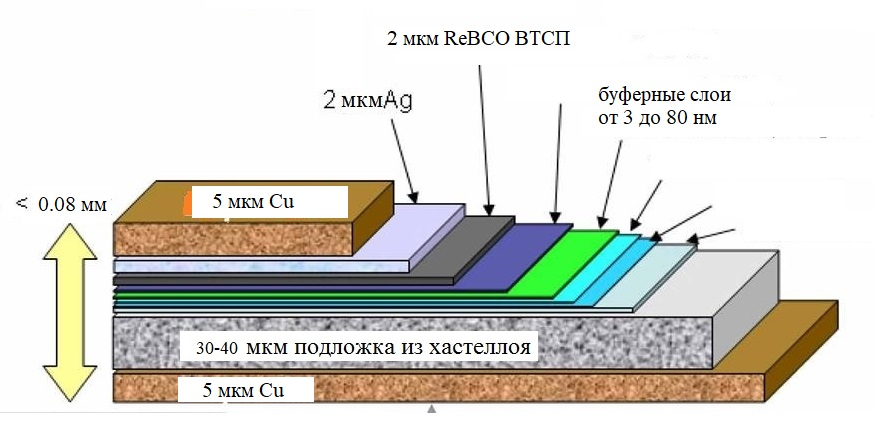 2 мкм ReBCO ВТСП
2 мкмAg
буферные слои
от 3 до 80 нм
< 0.08 мм
5 мкм Cu
30-40 мкм подложка из хастеллоя
5 мкм Cu